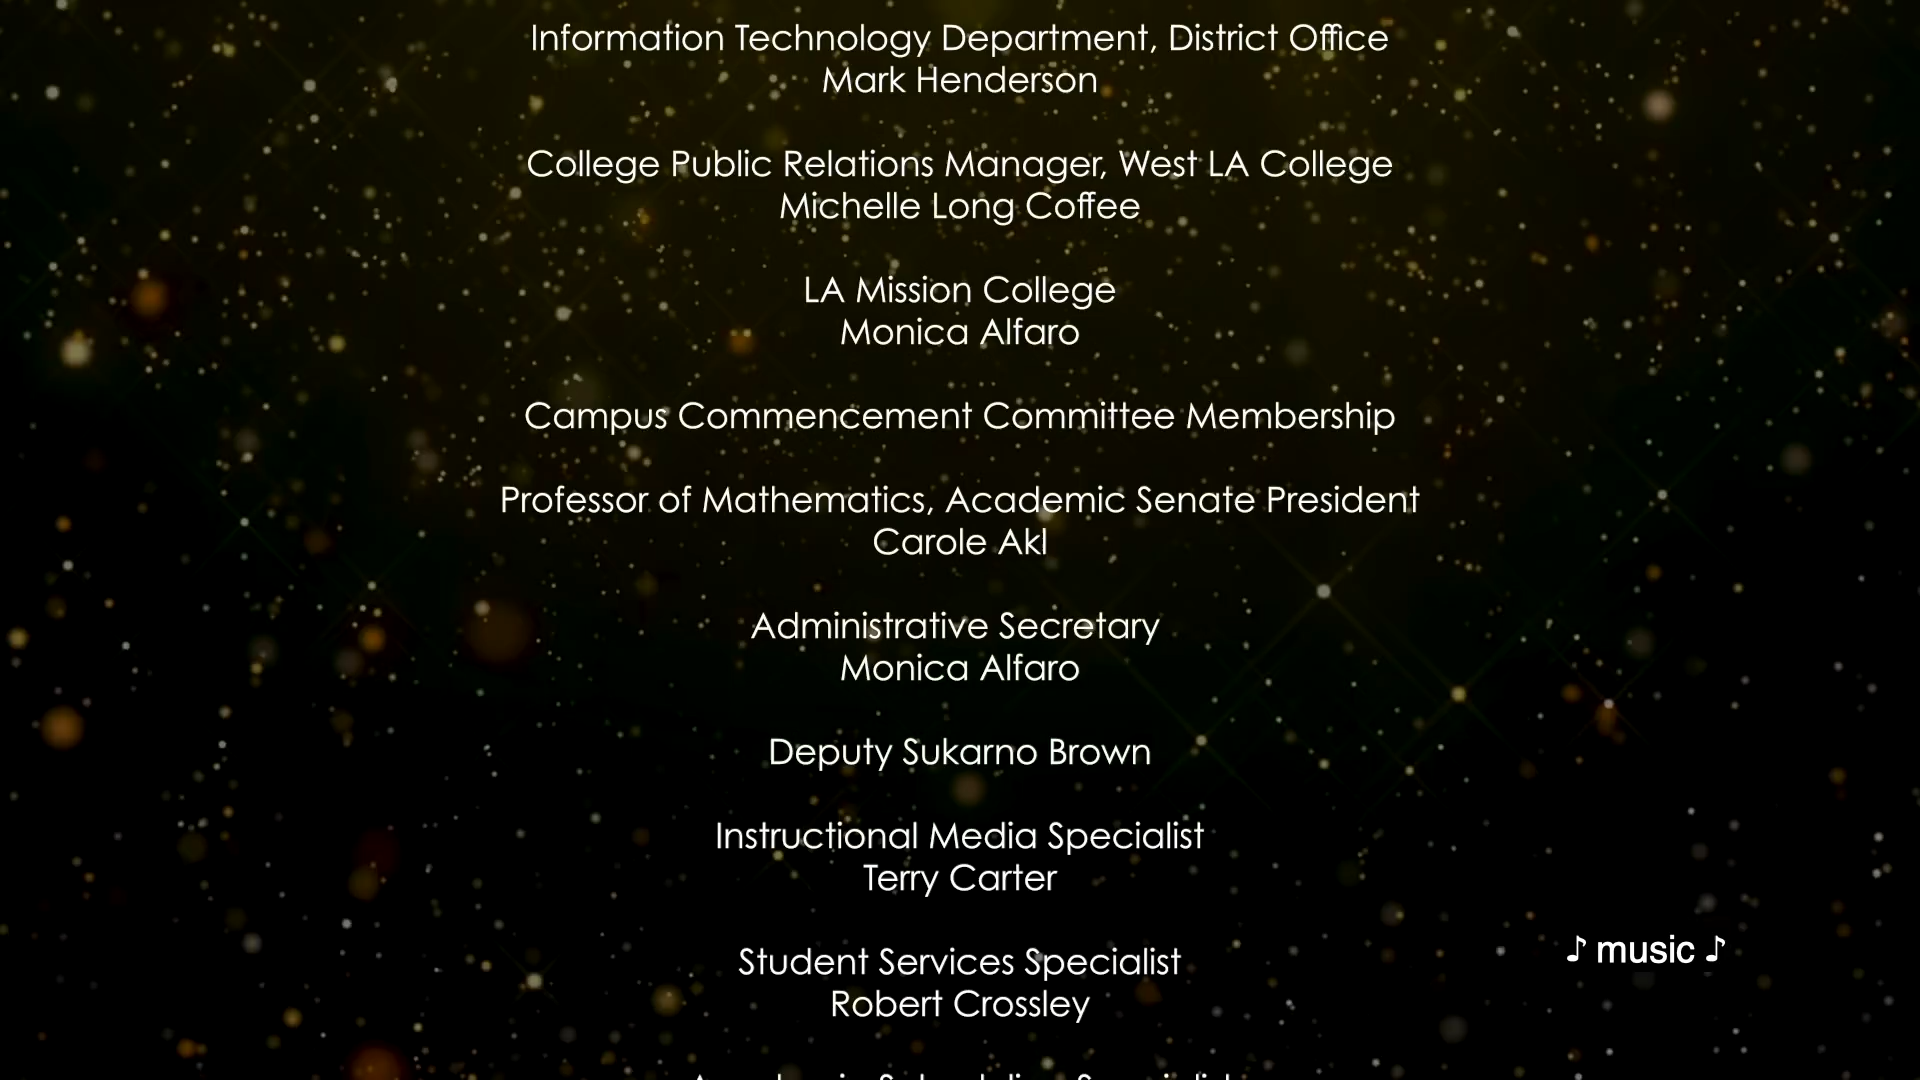 Information Technology Department, District Office
Mark Henderson
College Public Relations Manager, West LA College
Michelle Long Coffee
LA Mission College
Monica Alfaro
Campus Commencement Committee Membership
Professor of Mathematics, Academic Senate President
Carole Akl
Administrative Secretary
Monica Alfaro
Deputy Sukarno Brown
Instructional Media Specialist
Terry Carter
Student Services Specialist
Robert Crossley
♪ music ♪